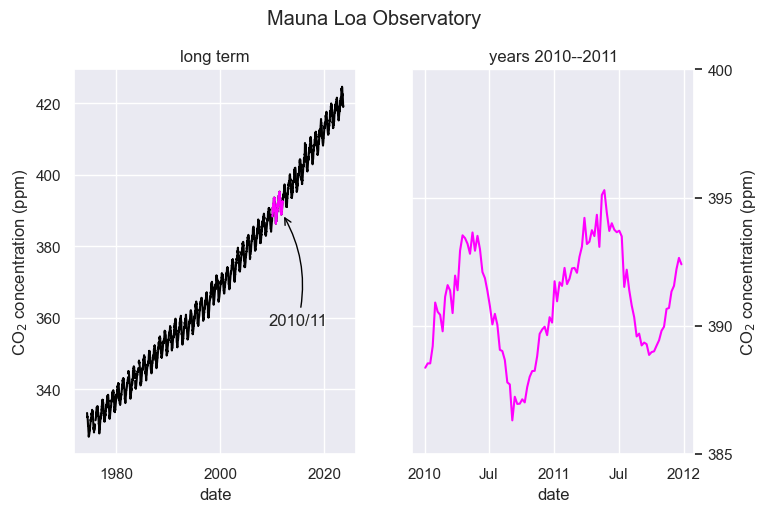 Mauna Loa Observatory
long term
CO₂ concentration (ppm)
420
400
380
360
340
2010/11
1980
2000
2020
date
years 2010--2011
400
395
390
385
CO₂ concentration (ppm)
2010
Jul
2011
Jul
2012
date